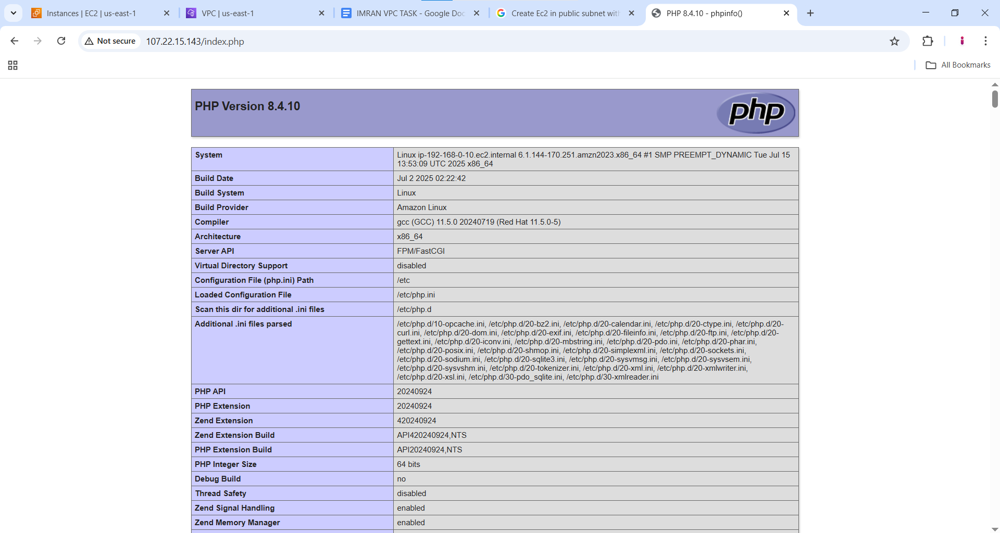 Instances | EC2 | us-east-1
VPC | us-east-1
IMRAN VPC TASK - Google Doc
Create Ec2 in public subnet with
PHP 8.4.10 - phpinfo()
Not secure
107.22.15.143/index.php
All Bookmarks
PHP Version 8.4.10
php
System
Linux ip-192-168-0-10.ec2.internal 6.1.144-170.251.amzn2023.x86_64 #1 SMP PREEMPT_DYNAMIC Tue Jul 15
13:53:09 UTC 2025 x86_64
Build Date
Jul 2 2025 02:22:42
Build System
Linux
Build Provider
Amazon Linux
Compiler
gcc (GCC) 11.5.0 20240719 (Red Hat 11.5.0-5)
Architecture
x86_64
Server API
FPM/FastCGI
Virtual Directory Support
disabled
Configuration File (php.ini) Path
/etc
Loaded Configuration File
/etc/php.ini
Scan this dir for additional .ini files
/etc/php.d
Additional .ini files parsed
/etc/php.d/10-opcache.ini, /etc/php.d/20-bz2.ini, /etc/php.d/20-calendar.ini, /etc/php.d/20-ctype.ini, /etc/php.d/20-
curl.ini, /etc/php.d/20-dom.ini, /etc/php.d/20-exif.ini, /etc/php.d/20-fileinfo.ini, /etc/php.d/20-ftp.ini, /etc/php.d/20-
gettext.ini, /etc/php.d/20-iconv.ini, /etc/php.d/20-mbstring.ini, /etc/php.d/20-pdo.ini, /etc/php.d/20-phar.ini,
/etc/php.d/20-posix.ini, /etc/php.d/20-shmop.ini, /etc/php.d/20-simplexml.ini, /etc/php.d/20-sockets.ini,
/etc/php.d/20-sodium.ini, /etc/php.d/20-sqlite3.ini, /etc/php.d/20-sysvmsg.ini, /etc/php.d/20-sysvsem.ini,
/etc/php.d/20-sysvshm.ini, /etc/php.d/20-tokenizer.ini, /etc/php.d/20-xml.ini, /etc/php.d/20-xmlwriter.ini,
/etc/php.d/20-xsl.ini, /etc/php.d/30-pdo_sqlite.ini, /etc/php.d/30-xmlreader.ini
PHP API
20240924
PHP Extension
20240924
Zend Extension
420240924
Zend Extension Build
API420240924,NTS
PHP Extension Build
API20240924,NTS
PHP Integer Size
64 bits
Debug Build
no
Thread Safety
disabled
Zend Signal Handling
enabled
Zend Memory Manager
enabled